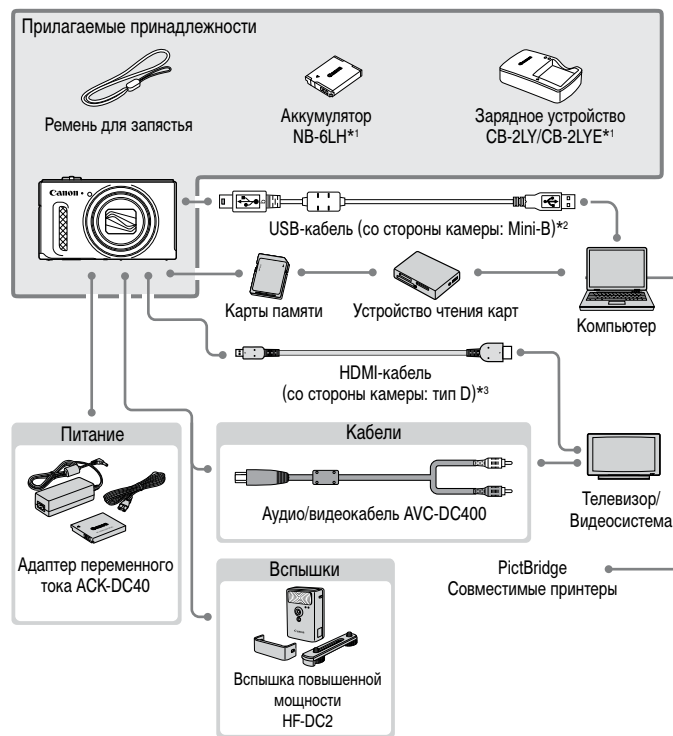 Прилагаемые принадлежности
Ремень для запястья
Аккумулятор
NB-6LH*1
Зарядное устройство
CB-2LY/CB-2LYE*1
Canon
USB-кабель (со стороны камеры: Mini-B)*2
Карты памяти
Устройство чтения карт
Компьютер
HDMI-кабель
(со стороны камеры: тип D)*3
Питание
Кабели
Адаптер переменного
тока ACK-DC40
Аудио/видеокабель AVC-DC400
Телевизор/
Видеосистема
Вспышки
PictBridge
Совместимые принтеры
Вспышка повышенной
мощности
HF-DC2